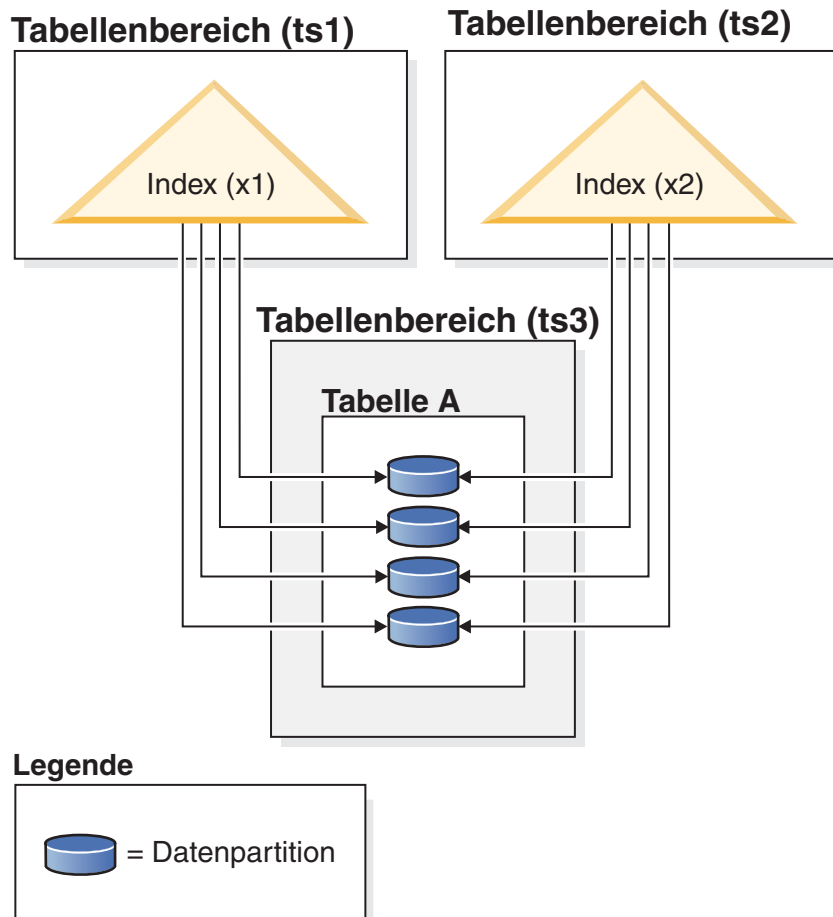 Tabellenbereich (ts1)
Tabellenbereich (ts2)
Index (x1)
Index (x2)
Tabellenbereich (ts3)
Tabelle A
Legende
= Datenpartition